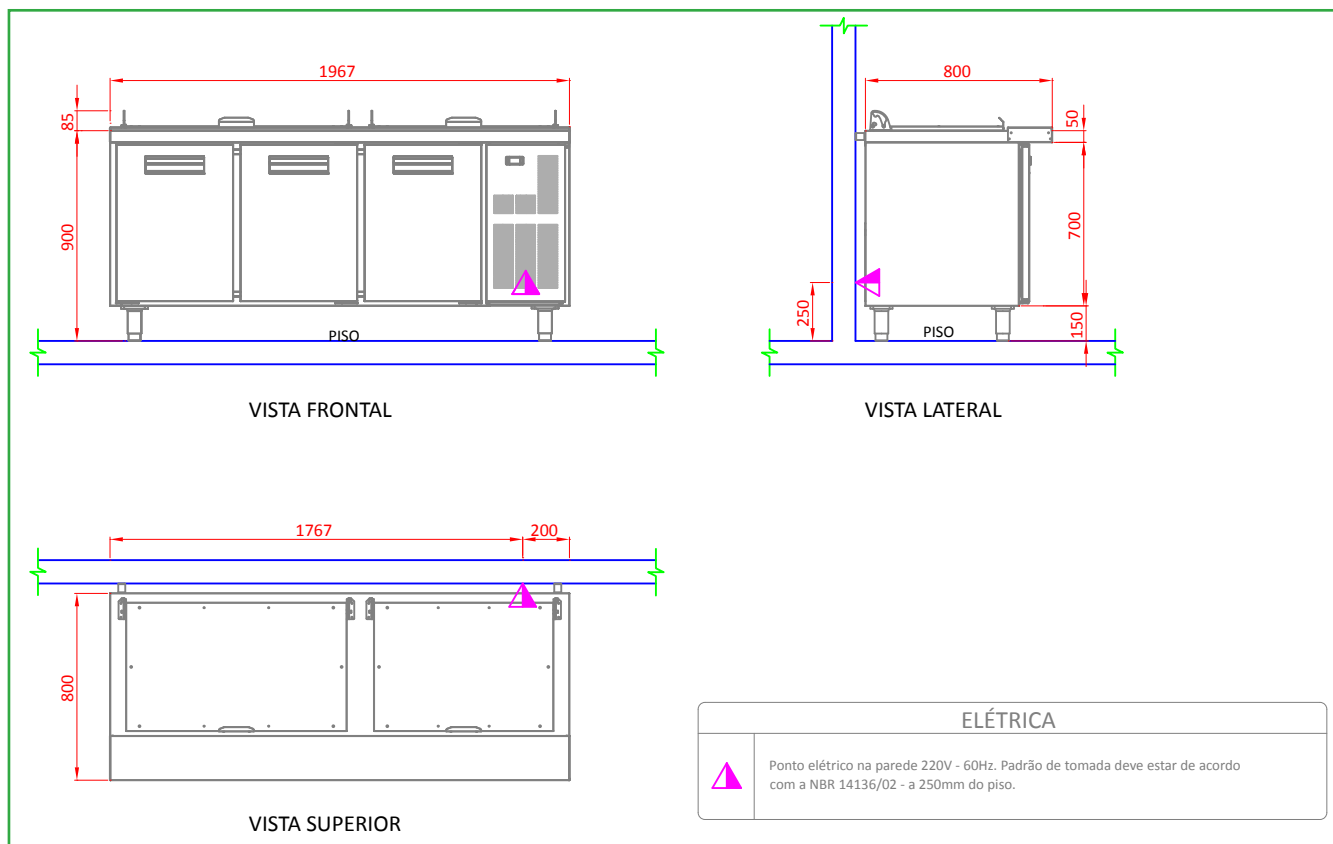 1967
85
900
PISO
VISTA FRONTAL
800
50
700
250
150
PISO
VISTA LATERAL
1767
200
800
VISTA SUPERIOR
ELÉTRICA
Ponto elétrico na parede 220V - 60Hz. Padrão de tomada deve estar de acordo
com a NBR 14136/02 - a 250mm do piso.